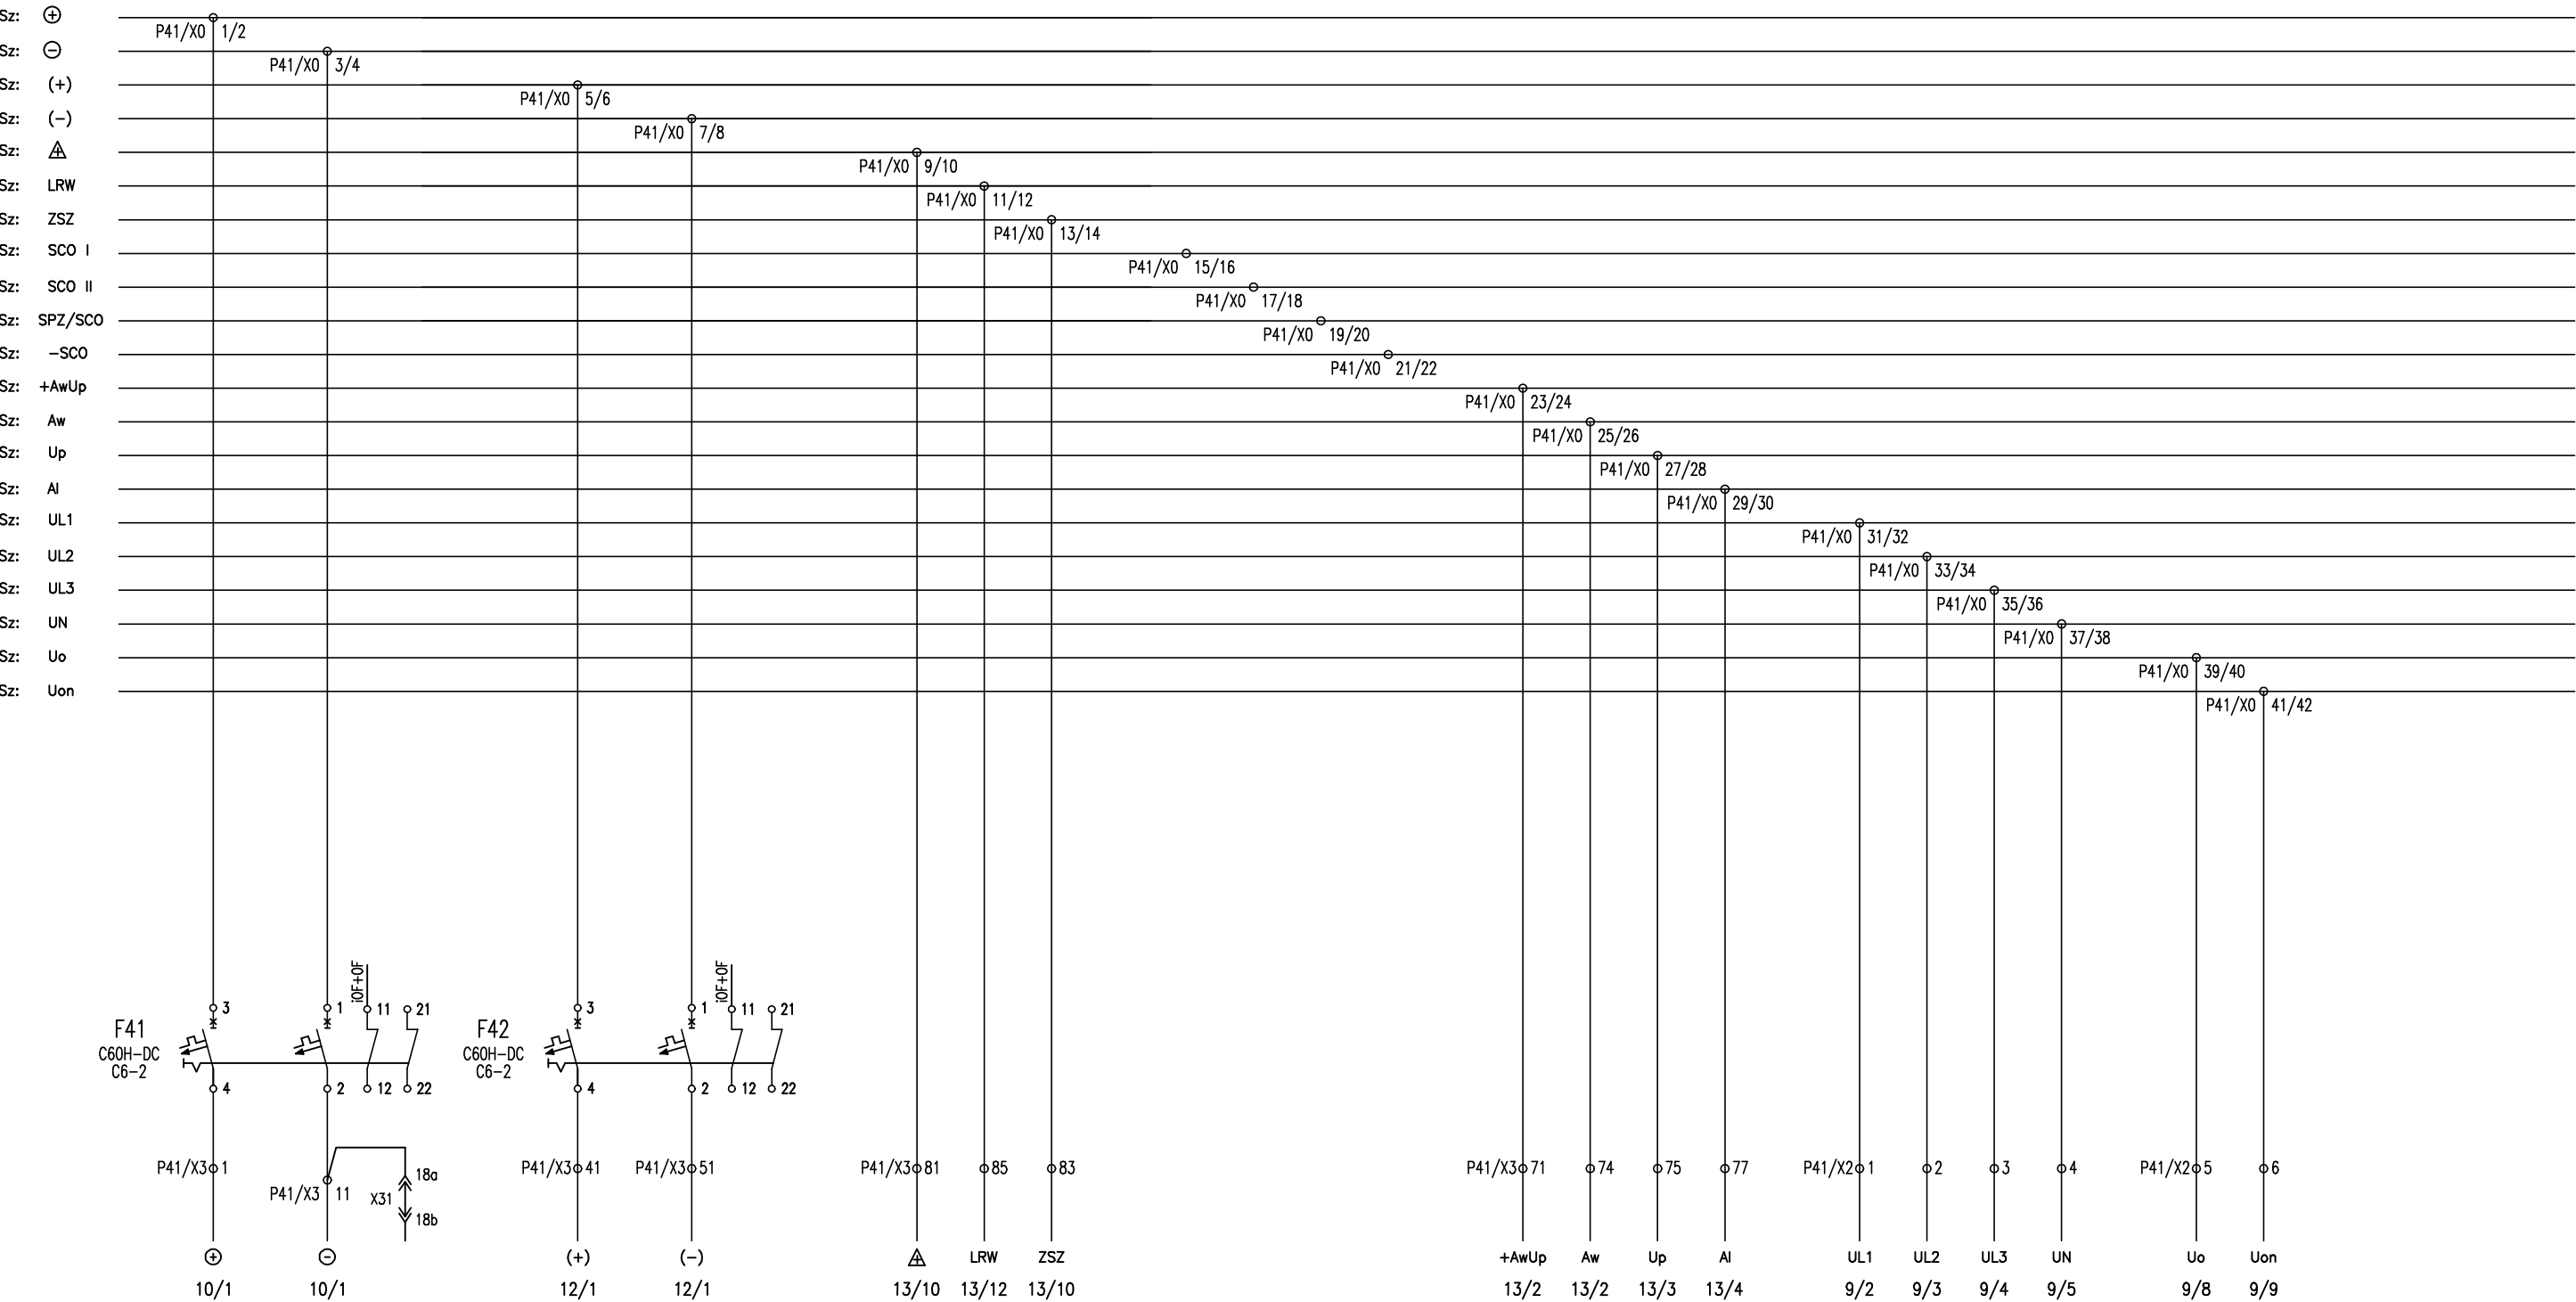 Sz: ⊕
P41/X0 1/2
Sz: ⊖
P41/X0 3/4
Sz: (+)
P41/X0 5/6
Sz: (−)
P41/X0 7/8
Sz: +
P41/X0 9/10
Sz: LRW
P41/X0 11/12
Sz: ZSZ
P41/X0 13/14
Sz: SCO I
P41/X0 15/16
Sz: SCO II
P41/X0 17/18
Sz: SPZ/SCO
P41/X0 19/20
Sz: −SCO
P41/X0 21/22
Sz: +AwUp
P41/X0 23/24
Sz: Aw
P41/X0 25/26
Sz: Up
P41/X0 27/28
Sz: Al
P41/X0 29/30
Sz: UL1
P41/X0 31/32
Sz: UL2
P41/X0 33/34
Sz: UL3
P41/X0 35/36
Sz: UN
P41/X0 37/38
Sz: Uo
P41/X0 39/40
Sz: Uon
P41/X0 41/42
iOF+OF iOF+OF
3 1 11 21 3 1 11 21
F41 F42
C60H-DC C60H-DC
C6-2 C6-2
4 2 12 22 4 2 12 22
P41/X3 1 P41/X3 41 P41/X3 51 P41/X3 81 85 83 P41/X3 71 74 75 77 P41/X2 1 2 3 4 P41/X2 5 6
18a
P41/X3 11 X31
18b
⊕ ⊖ (+) (−) + LRW ZSZ +AwUp Aw Up Al UL1 UL2 UL3 UN Uo Uon
10/1 10/1 12/1 12/1 13/10 13/12 13/10 13/2 13/2 13/3 13/4 9/2 9/3 9/4 9/5 9/8 9/9